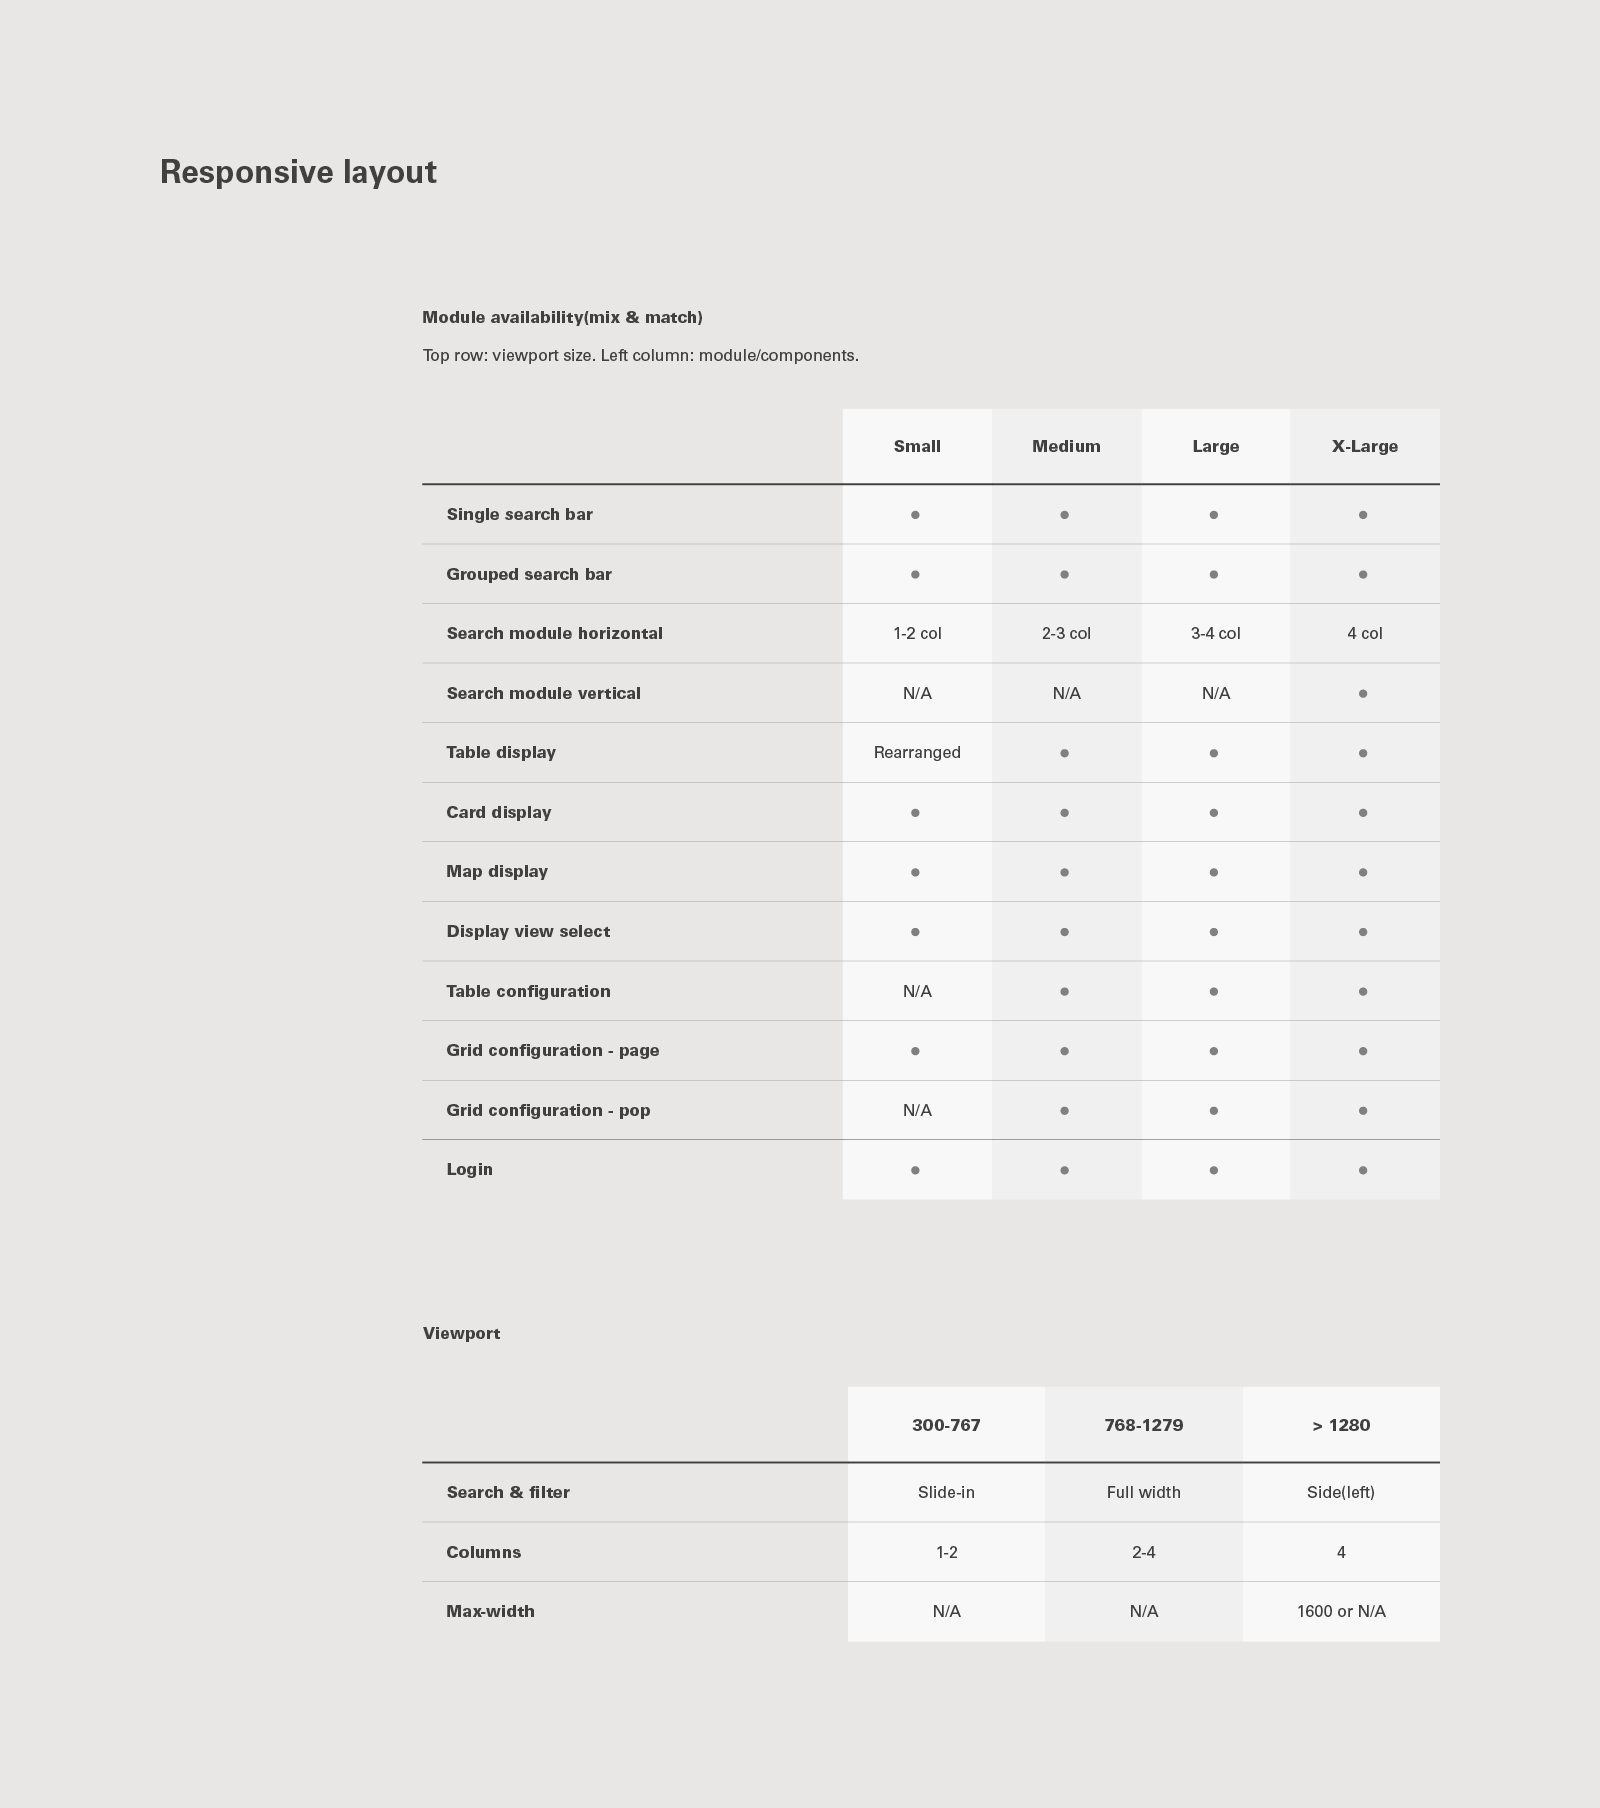 Responsive layout
Module availability(mix & match)
Top row: viewport size. Left column: module/components.
Small Medium Large X-Large
Single search bar ● ● ● ●
Grouped search bar ● ● ● ●
Search module horizontal 1-2 col 2-3 col 3-4 col 4 col
Search module vertical N/A N/A N/A ●
Table display Rearranged ● ● ●
Card display ● ● ● ●
Map display ● ● ● ●
Display view select ● ● ● ●
Table configuration N/A ● ● ●
Grid configuration - page ● ● ● ●
Grid configuration - pop N/A ● ● ●
Login ● ● ● ●
Viewport
300-767 768-1279 > 1280
Search & filter Slide-in Full width Side(left)
Columns 1-2 2-4 4
Max-width N/A N/A 1600 or N/A